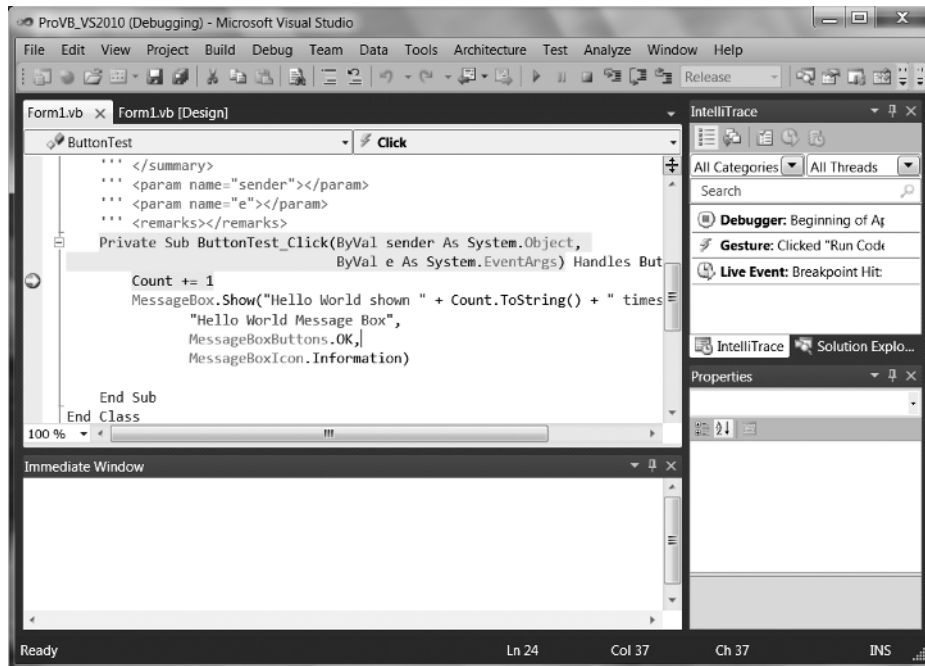 ProVB_VS2010 (Debugging) - Microsoft Visual Studio
File Edit View Project Build Debug Team Data Tools Architecture Test Analyze Window Help
Release
Form1.vb Form1.vb [Design]
ButtonTest Click
''' </summary>
''' <param name="sender"></param>
''' <param name="e"></param>
''' <remarks></remarks>
Private Sub ButtonTest_Click(ByVal sender As System.Object,
ByVal e As System.EventArgs) Handles But
Count += 1
MessageBox.Show("Hello World shown " + Count.ToString() + " times
"Hello World Message Box",
MessageBoxButtons.OK,
MessageBoxIcon.Information)
End Sub
End Class
100 %
IntelliTrace
All Categories All Threads
Search
Debugger: Beginning of Ap
Gesture: Clicked "Run Code
Live Event: Breakpoint Hit:
IntelliTrace Solution Explo...
Properties
Immediate Window
Ready Ln 24 Col 37 Ch 37 INS